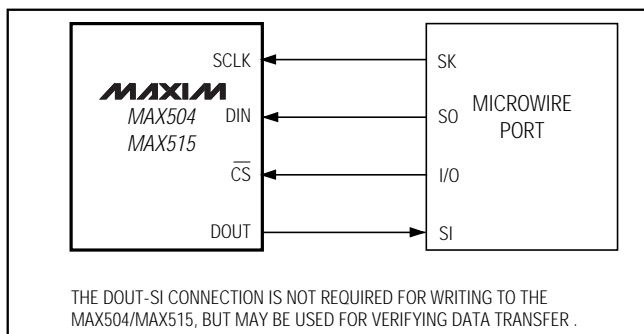 SCLK SK
MAXIM
MAX504 DIN SO MICROWIRE
MAX515 PORT
CS I/O
DOUT SI
THE DOUT-SI CONNECTION IS NOT REQUIRED FOR WRITING TO THE
MAX504/MAX515, BUT MAY BE USED FOR VERIFYING DATA TRANSFER .